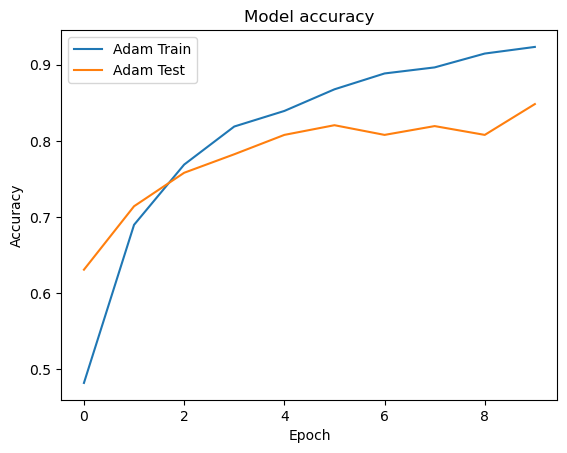 Model accuracy
Adam Train
Adam Test
Accuracy
0.9
0.8
0.7
0.6
0.5
0 2 4 6 8
Epoch